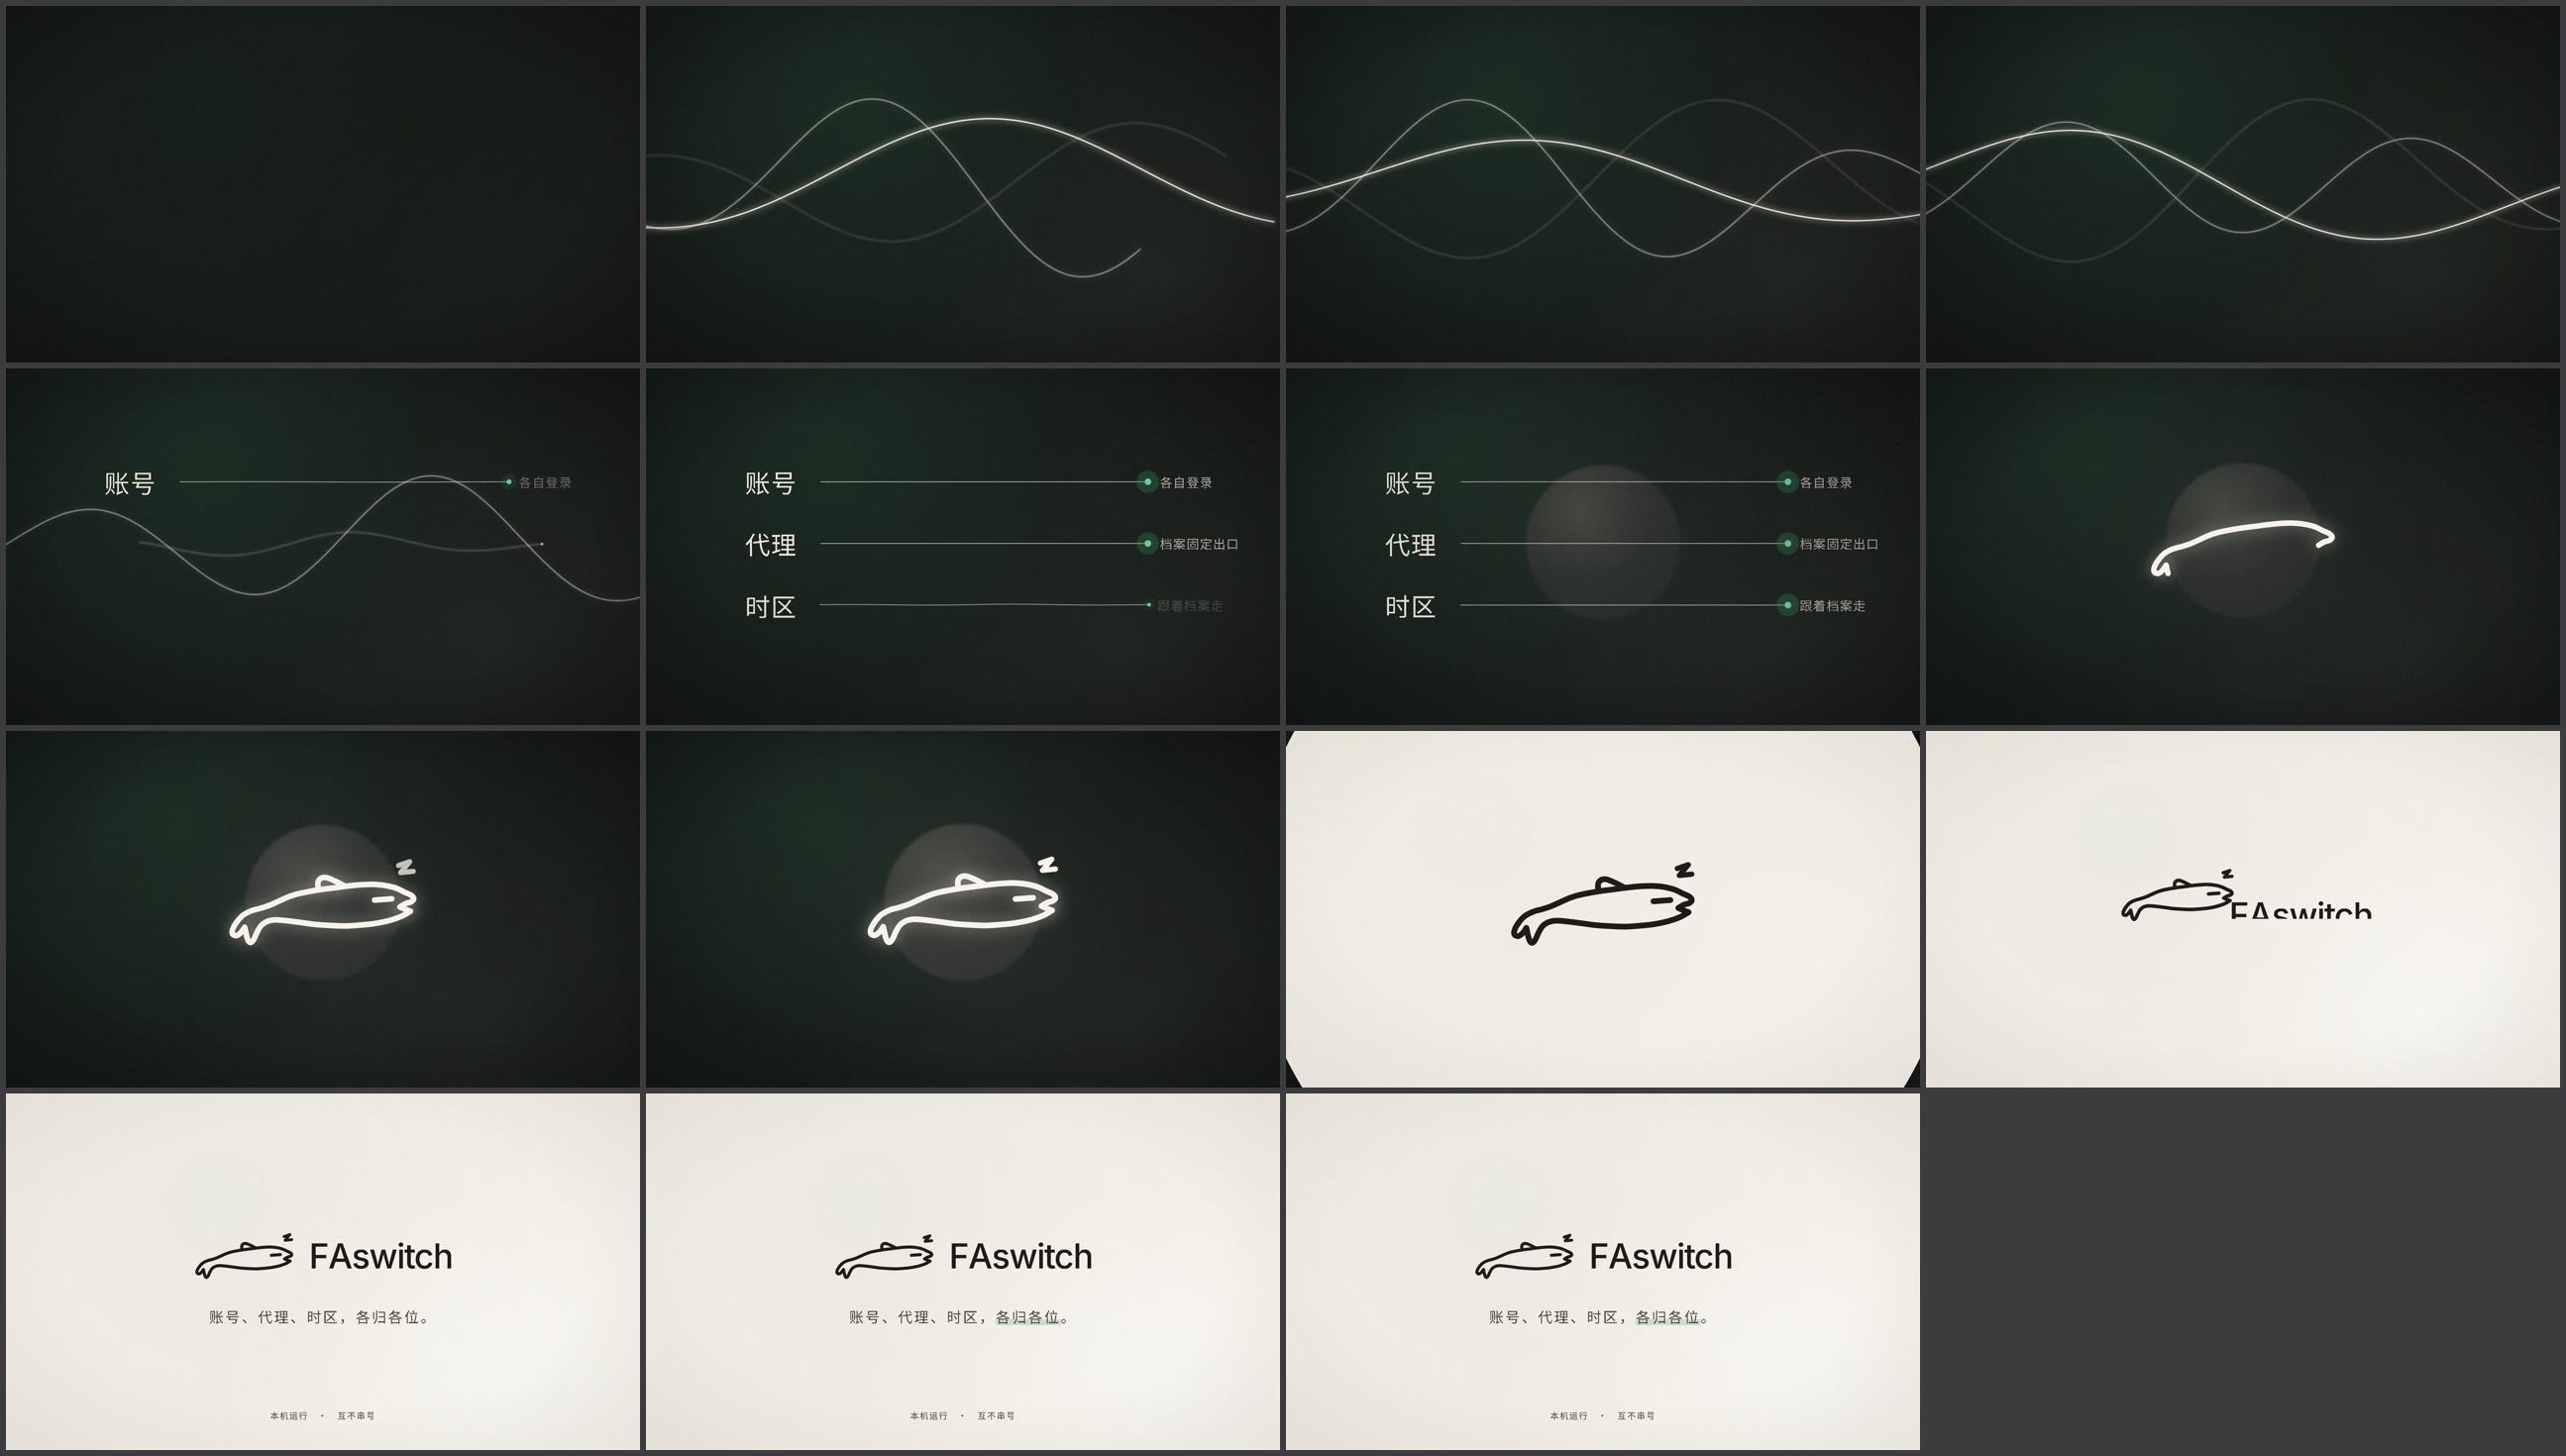 账号 各自登录
账号 各自登录
代理 档案固定出口
时区 跟着档案走
账号 各自登录
代理 档案固定出口
时区 跟着档案走
z
z
z
z
FAswitch
z
FAswitch
账号、代理、时区，各归各位。
本机运行 · 互不串号
z
FAswitch
账号、代理、时区，各归各位。
本机运行 · 互不串号
z
FAswitch
账号、代理、时区，各归各位。
本机运行 · 互不串号